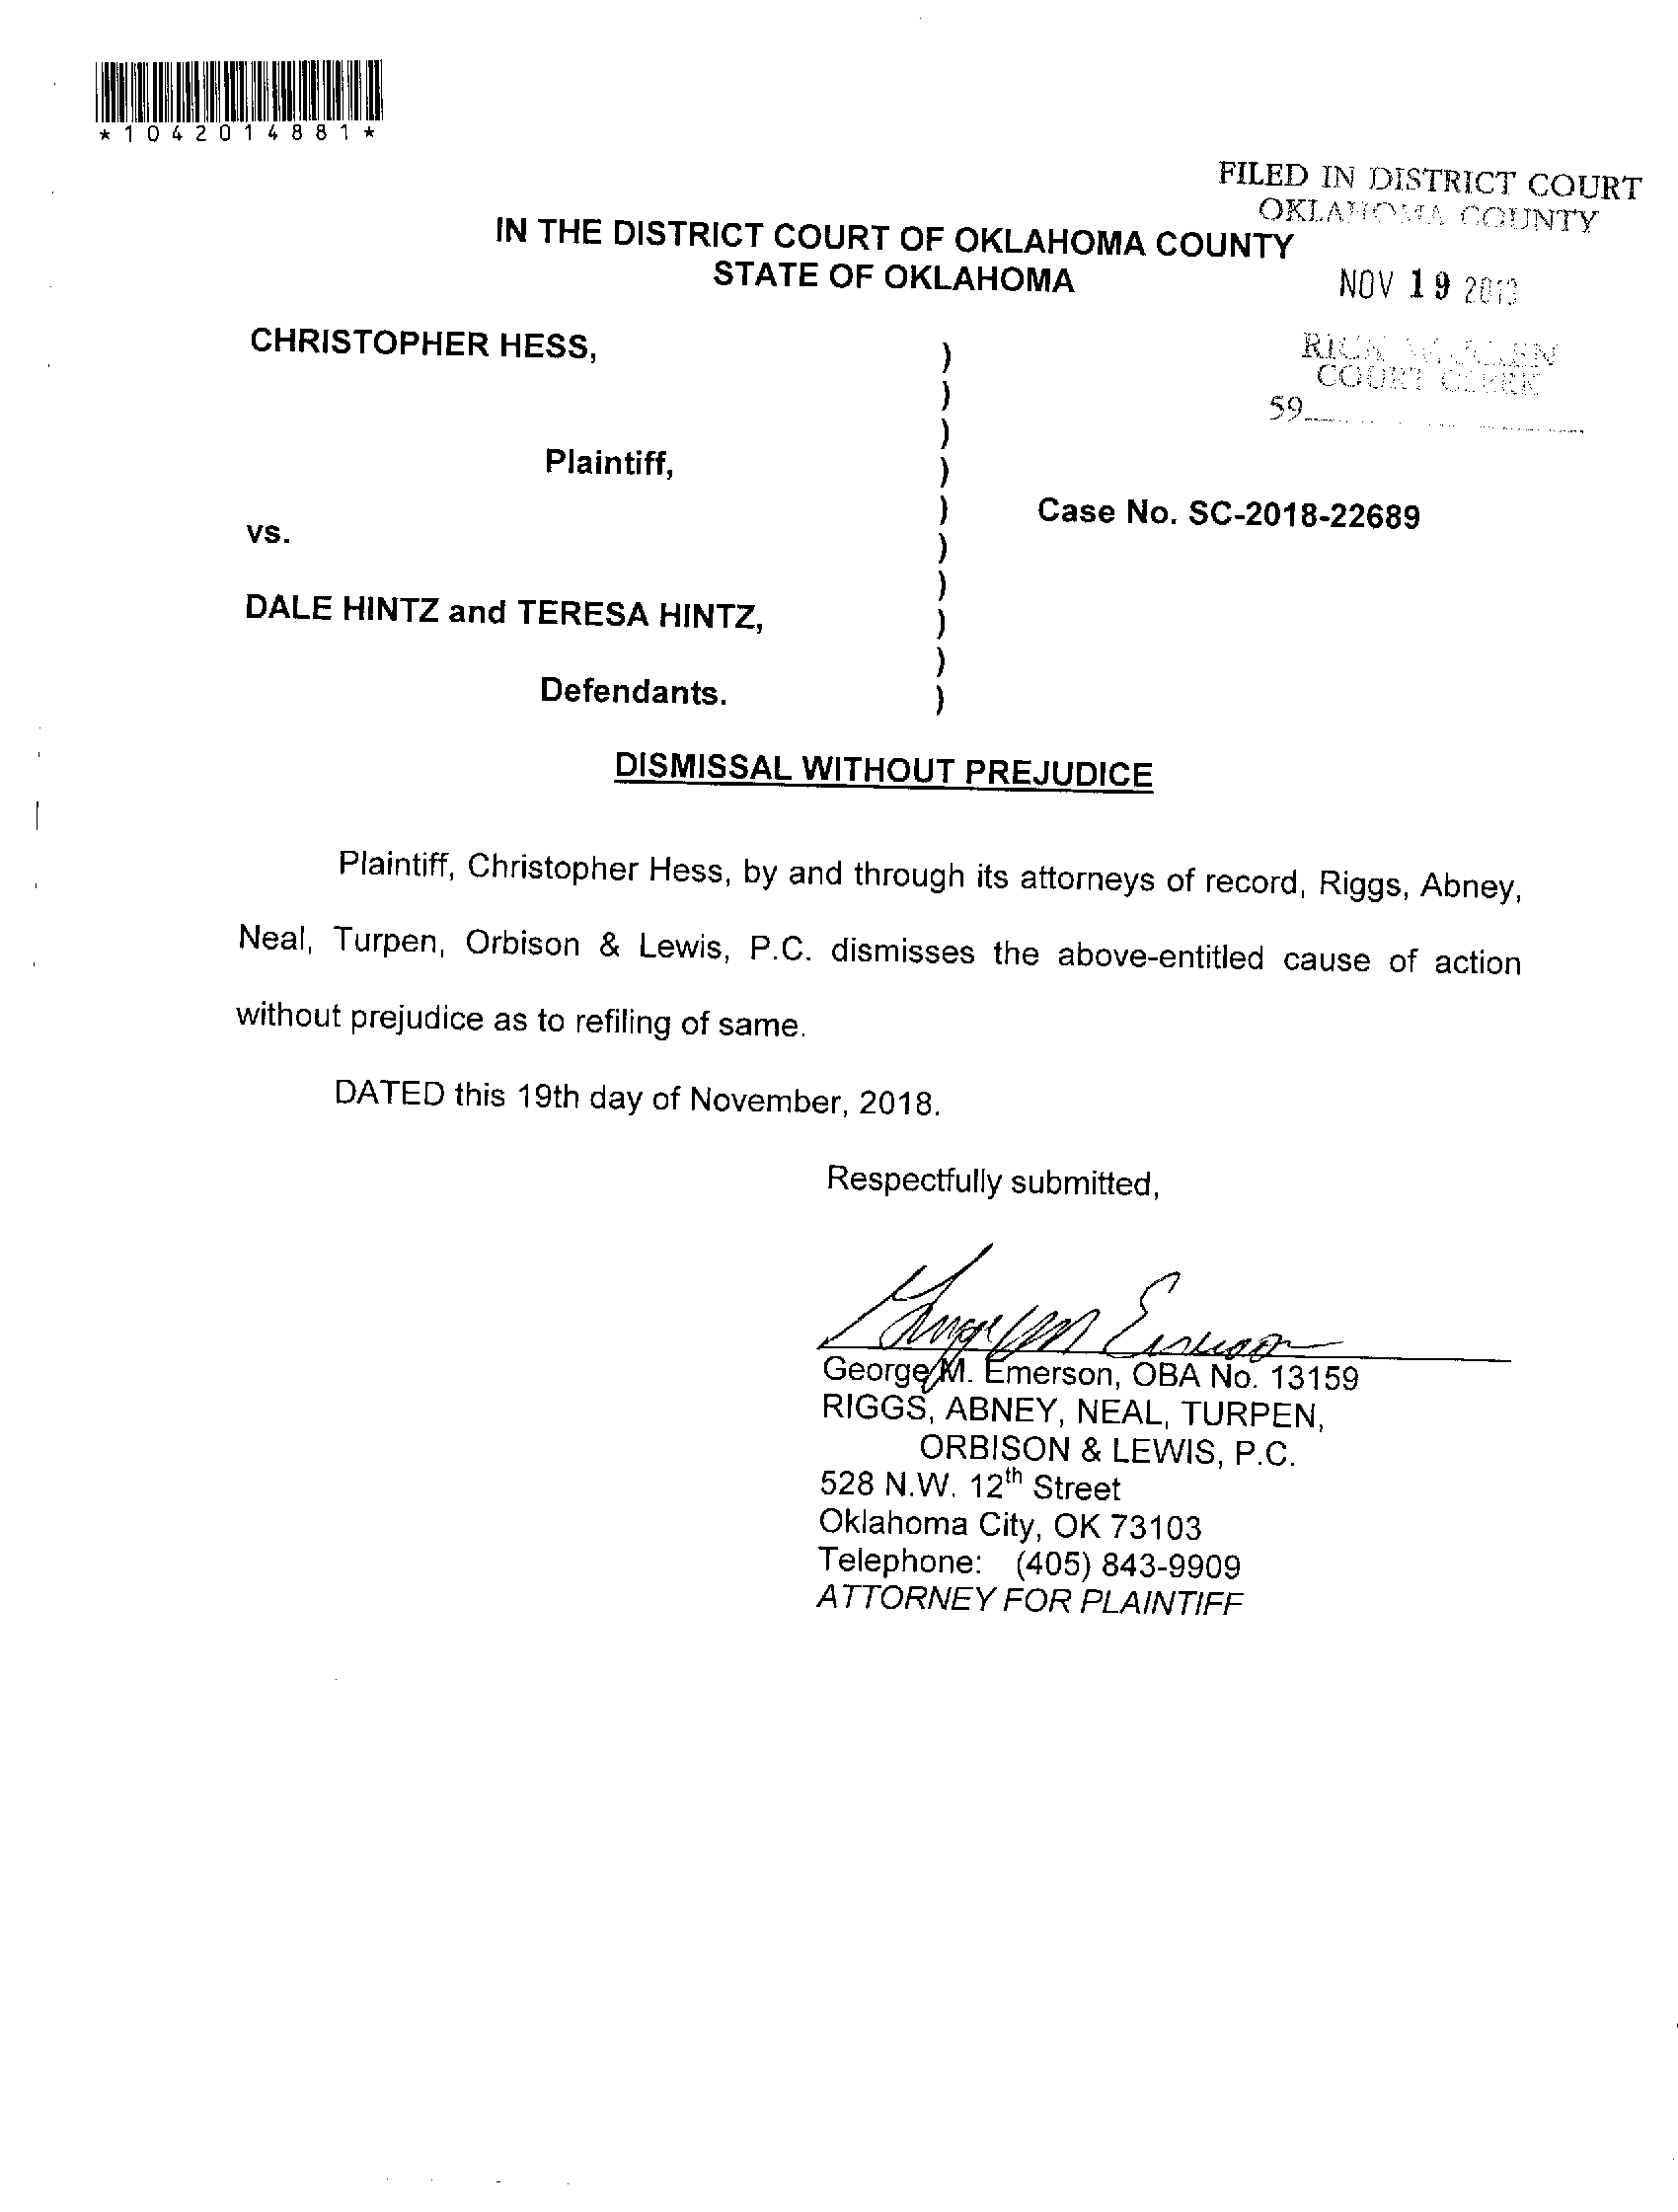 *1042014881*
FILED IN DISTRICT COURT
OKLAHOMA COUNTY
IN THE DISTRICT COURT OF OKLAHOMA COUNTY
STATE OF OKLAHOMA
NOV 19 2018
CHRISTOPHER HESS, )
RICK WARREN
COURT CLERK
)
59
)
Plaintiff, )
) Case No. SC-2018-22689
vs. )
)
DALE HINTZ and TERESA HINTZ, )
)
Defendants. )
DISMISSAL WITHOUT PREJUDICE
Plaintiff, Christopher Hess, by and through its attorneys of record, Riggs, Abney,
Neal, Turpen, Orbison & Lewis, P.C. dismisses the above-entitled cause of action
without prejudice as to refiling of same.
DATED this 19th day of November, 2018.
Respectfully submitted,
George M Emerson
George M. Emerson, OBA No. 13159
RIGGS, ABNEY, NEAL, TURPEN,
ORBISON & LEWIS, P.C.
528 N.W. 12th Street
Oklahoma City, OK 73103
Telephone: (405) 843-9909
ATTORNEY FOR PLAINTIFF